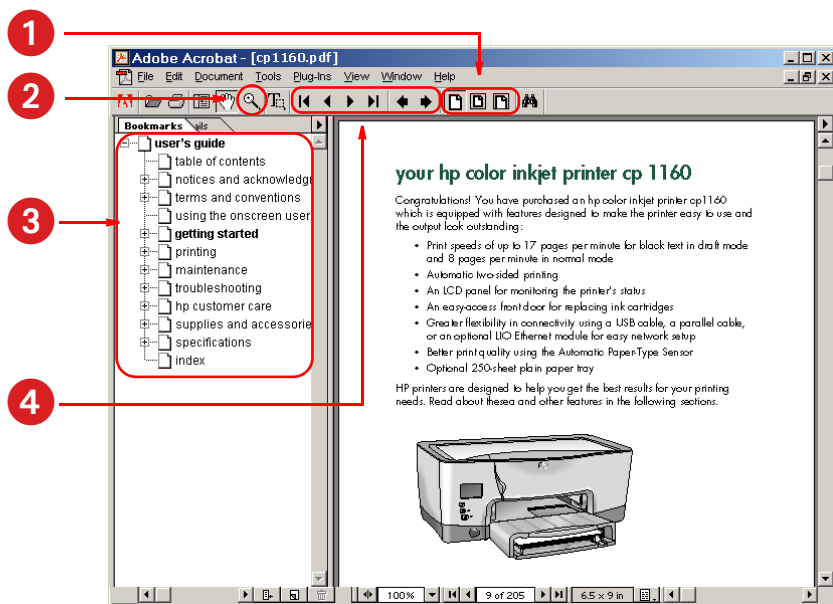 1
Adobe Acrobat - [cp1160.pdf]
File Edit Document Tools Plug-Ins View Window Help
2
Bookmarks ails
user's guide
table of contents
notices and acknowledgr
terms and conventions
using the onscreen user
getting started
printing
maintenance
troubleshooting
hp customer care
supplies and accessorie
specifications
index
3
4
your hp color inkjet printer cp 1160
Congratulations! You have purchased an hp color inkjet printer cp1160
which is equipped with features designed to make the printer easy to use and
the output look outstanding:
• Print speeds of up to 17 pages per minute for black text in draft mode
and 8 pages per minute in normal mode
• Automatic two-sided printing
• An LCD panel for monitoring the printer's status
• An easy-access front door for replacing ink cartridges
• Greater flexibility in connectivity using a USB cable, a parallel cable,
or an optional LIO Ethernet module for easy network setup
• Better print quality using the Automatic Paper-Type Sensor
• Optional 250-sheet plain paper tray
HP printers are designed to help you get the best results for your printing
needs. Read about thesea and other features in the following sections.
100% 9 of 205 6.5 x 9 in